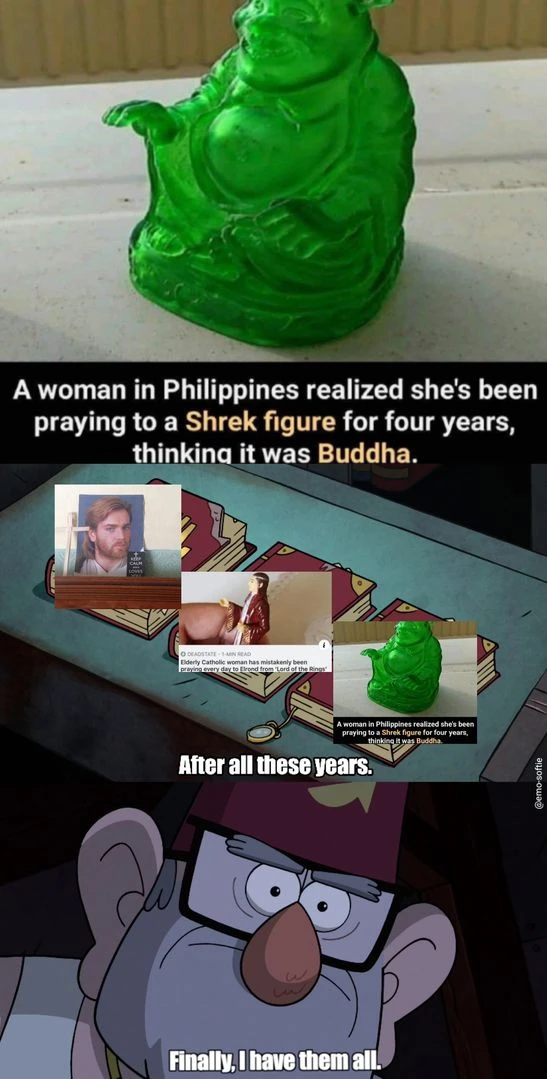 A woman in Philippines realized she's been
praying to a Shrek figure for four years,
thinking it was Buddha.
KEEP
CALM
LOVES
DEADSTATE · 1-MIN READ
Elderly Catholic woman has mistakenly been
praying every day to Elrond from 'Lord of the Rings'
A woman in Philippines realized she's been
praying to a Shrek figure for four years,
thinking it was Buddha.
After all these years.
@emo-softie
Finally, I have them all.